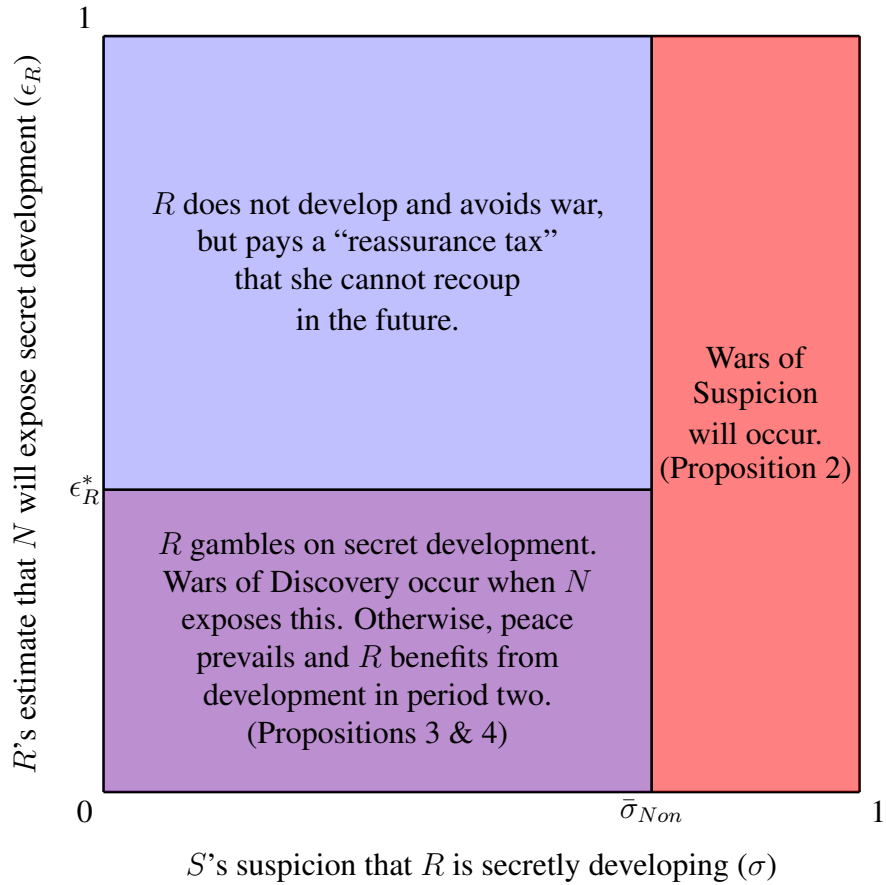 1
R's estimate that N will expose secret development (ϵ_R)
R does not develop and avoids war,
but pays a “reassurance tax”
that she cannot recoup
in the future.
Wars of
Suspicion
will occur.
(Proposition 2)
ϵ*_R
R gambles on secret development.
Wars of Discovery occur when N
exposes this. Otherwise, peace
prevails and R benefits from
development in period two.
(Propositions 3 & 4)
0
σ̄_Non
1
S's suspicion that R is secretly developing (σ)